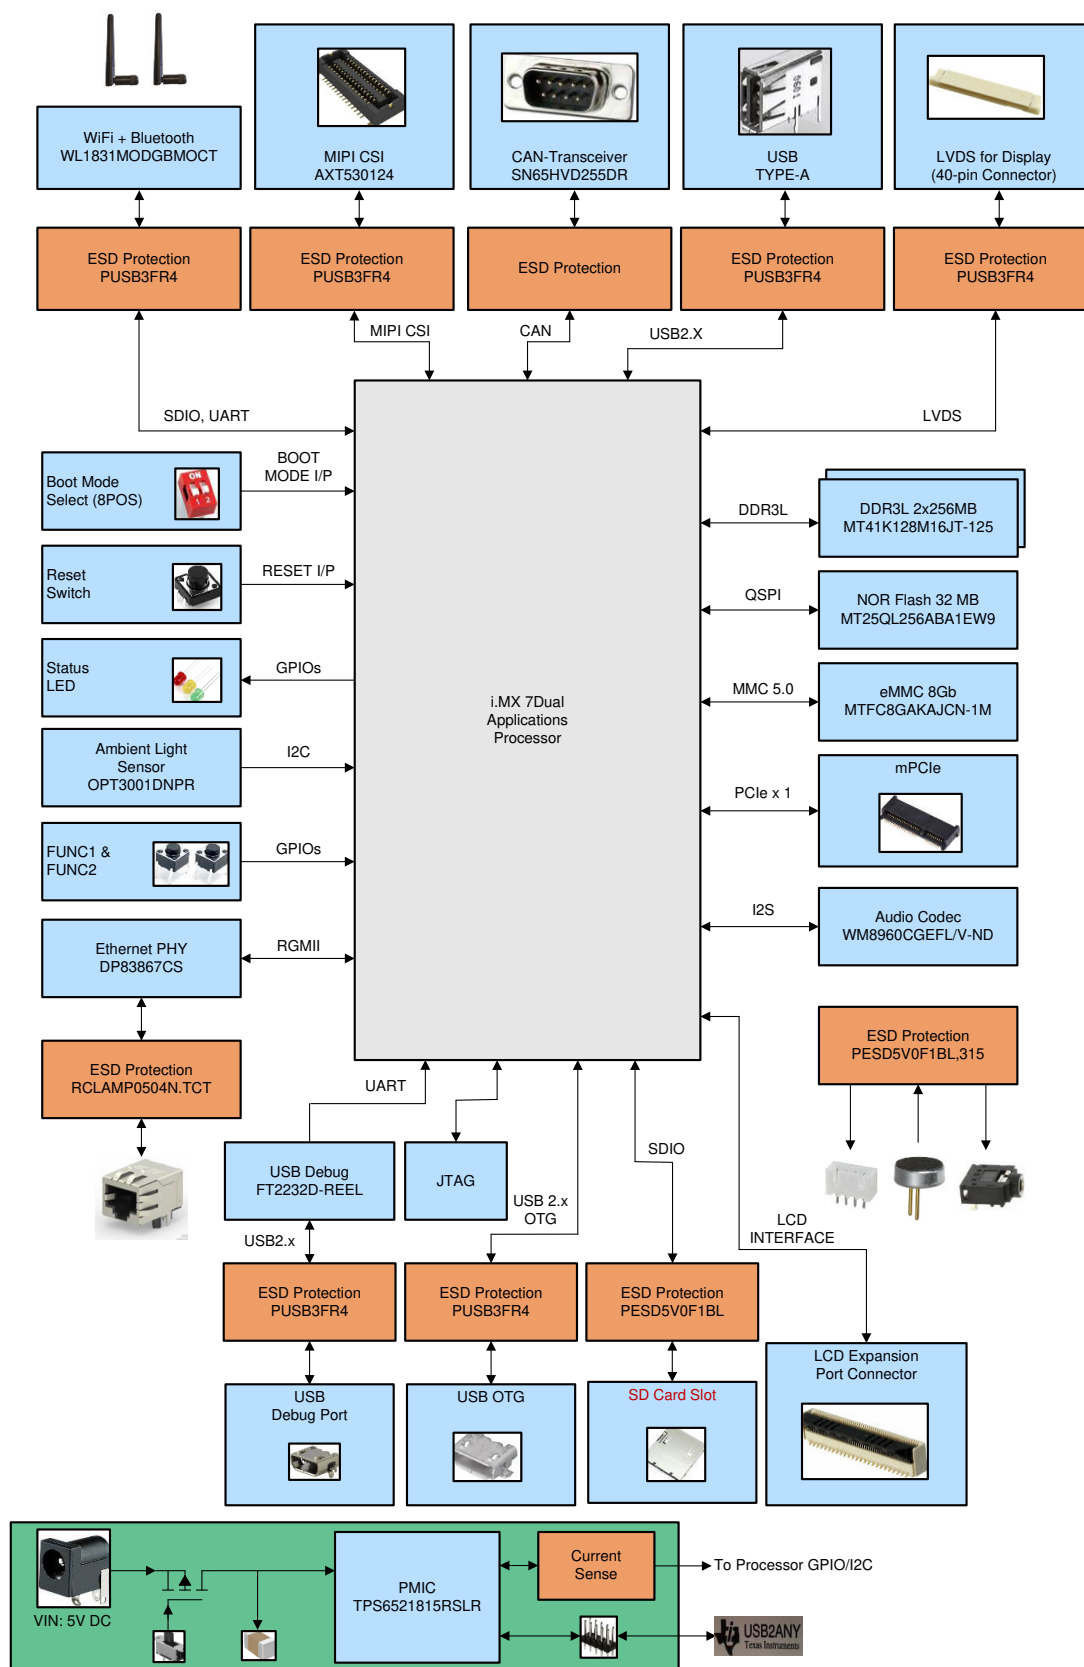 WiFi + Bluetooth
WL1831MODGBMOCT
MIPI CSI
AXT530124
CAN-Transceiver
SN65HVD255DR
USB
TYPE-A
LVDS for Display
(40-pin Connector)
ESD Protection
PUSB3FR4
ESD Protection
PUSB3FR4
ESD Protection
ESD Protection
PUSB3FR4
ESD Protection
PUSB3FR4
MIPI CSI
CAN
USB2.X
SDIO, UART
LVDS
Boot Mode
Select (8POS)
ON
1 2
BOOT
MODE I/P
DDR3L
DDR3L 2x256MB
MT41K128M16JT-125
Reset
Switch
RESET I/P
QSPI
NOR Flash 32 MB
MT25QL256ABA1EW9
Status
LED
GPIOs
i.MX 7Dual
Applications
Processor
MMC 5.0
eMMC 8Gb
MTFC8GAKAJCN-1M
Ambient Light
Sensor
OPT3001DNPR
I2C
mPCIe
PCIe x 1
FUNC1 &
FUNC2
GPIOs
I2S
Audio Codec
WM8960CGEFL/V-ND
Ethernet PHY
DP83867CS
RGMII
ESD Protection
RCLAMP0504N.TCT
ESD Protection
PESD5V0F1BL,315
UART
USB Debug
FT2232D-REEL
JTAG
SDIO
USB 2.x
OTG
USB2.x
LCD
INTERFACE
ESD Protection
PUSB3FR4
ESD Protection
PUSB3FR4
ESD Protection
PESD5V0F1BL
USB
Debug Port
USB OTG
SD Card Slot
LCD Expansion
Port Connector
VIN: 5V DC
PMIC
TPS6521815RSLR
Current
Sense
To Processor GPIO/I2C
USB2ANY
Texas Instruments